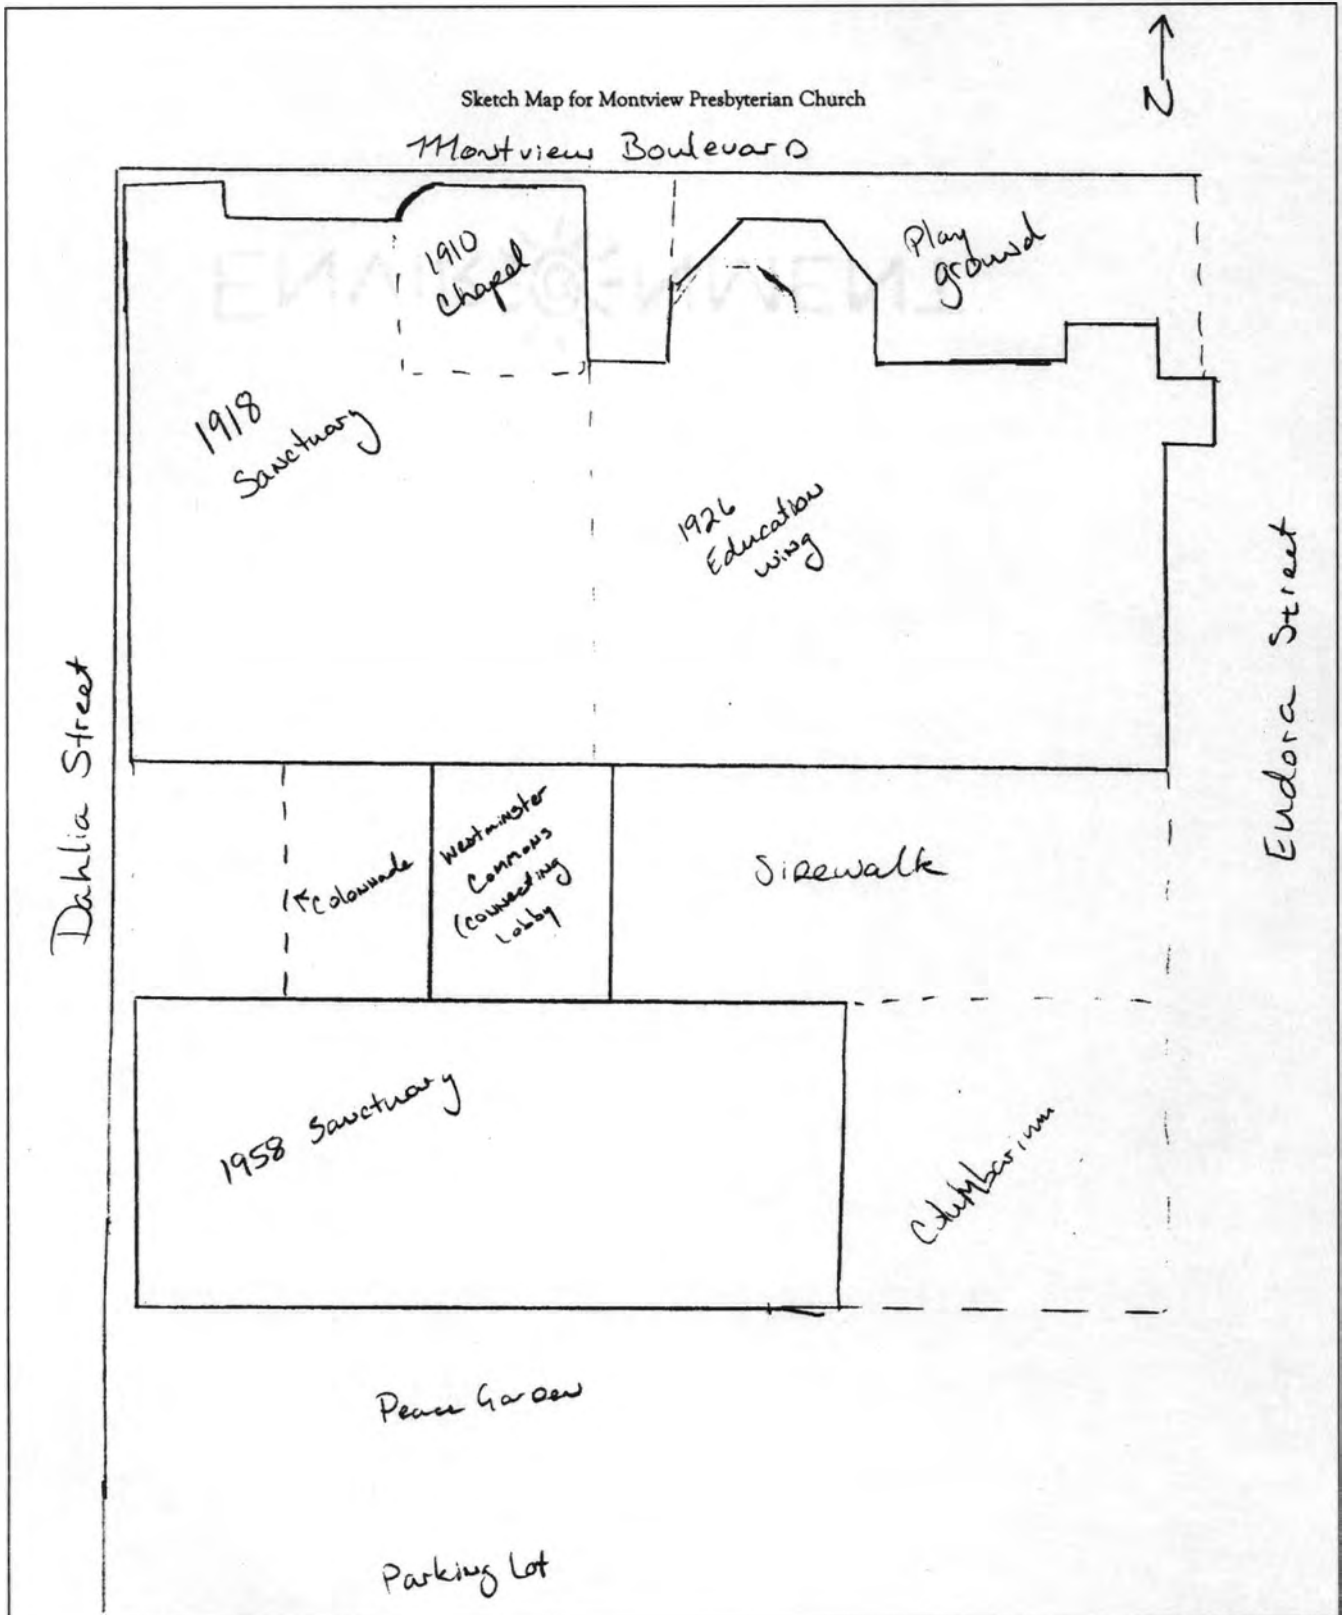 N
Sketch Map for Montview Presbyterian Church
Montview Boulevard
1910
Chapel
Play
ground
1918
Sanctuary
1926
Education
wing
Dahlia Street
Eudora Street
Colonnade
Westminster
Commons
(connecting
Lobby
Sidewalk
1958 Sanctuary
Columbarium
Peace Garden
Parking Lot